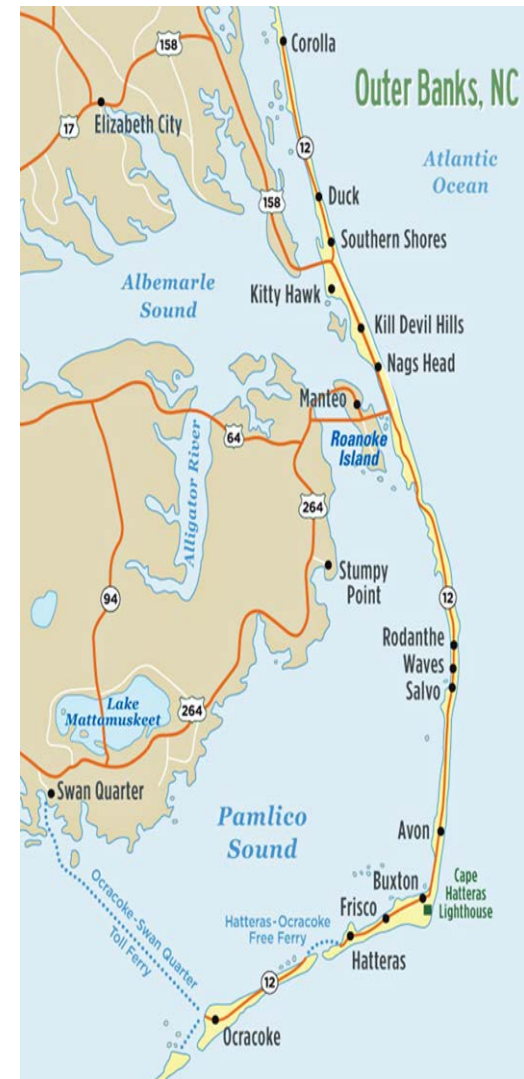 Corolla
158
Outer Banks, NC
Elizabeth City
17
12
Atlantic
Ocean
Duck
158
Southern Shores
Albemarle
Sound
Kitty Hawk
Kill Devil Hills
Nags Head
Manteo
Roanoke
Island
64
Alligator River
264
Stumpy
Point
94
12
Rodanthe
Waves
Salvo
Lake
Mattamuskeet
264
Swan Quarter
Pamlico
Sound
Avon
Buxton
Cape
Hatteras
Lighthouse
Frisco
Hatteras-Ocracoke
Free Ferry
Hatteras
Ocracoke-Swan Quarter
Toll Ferry
12
Ocracoke